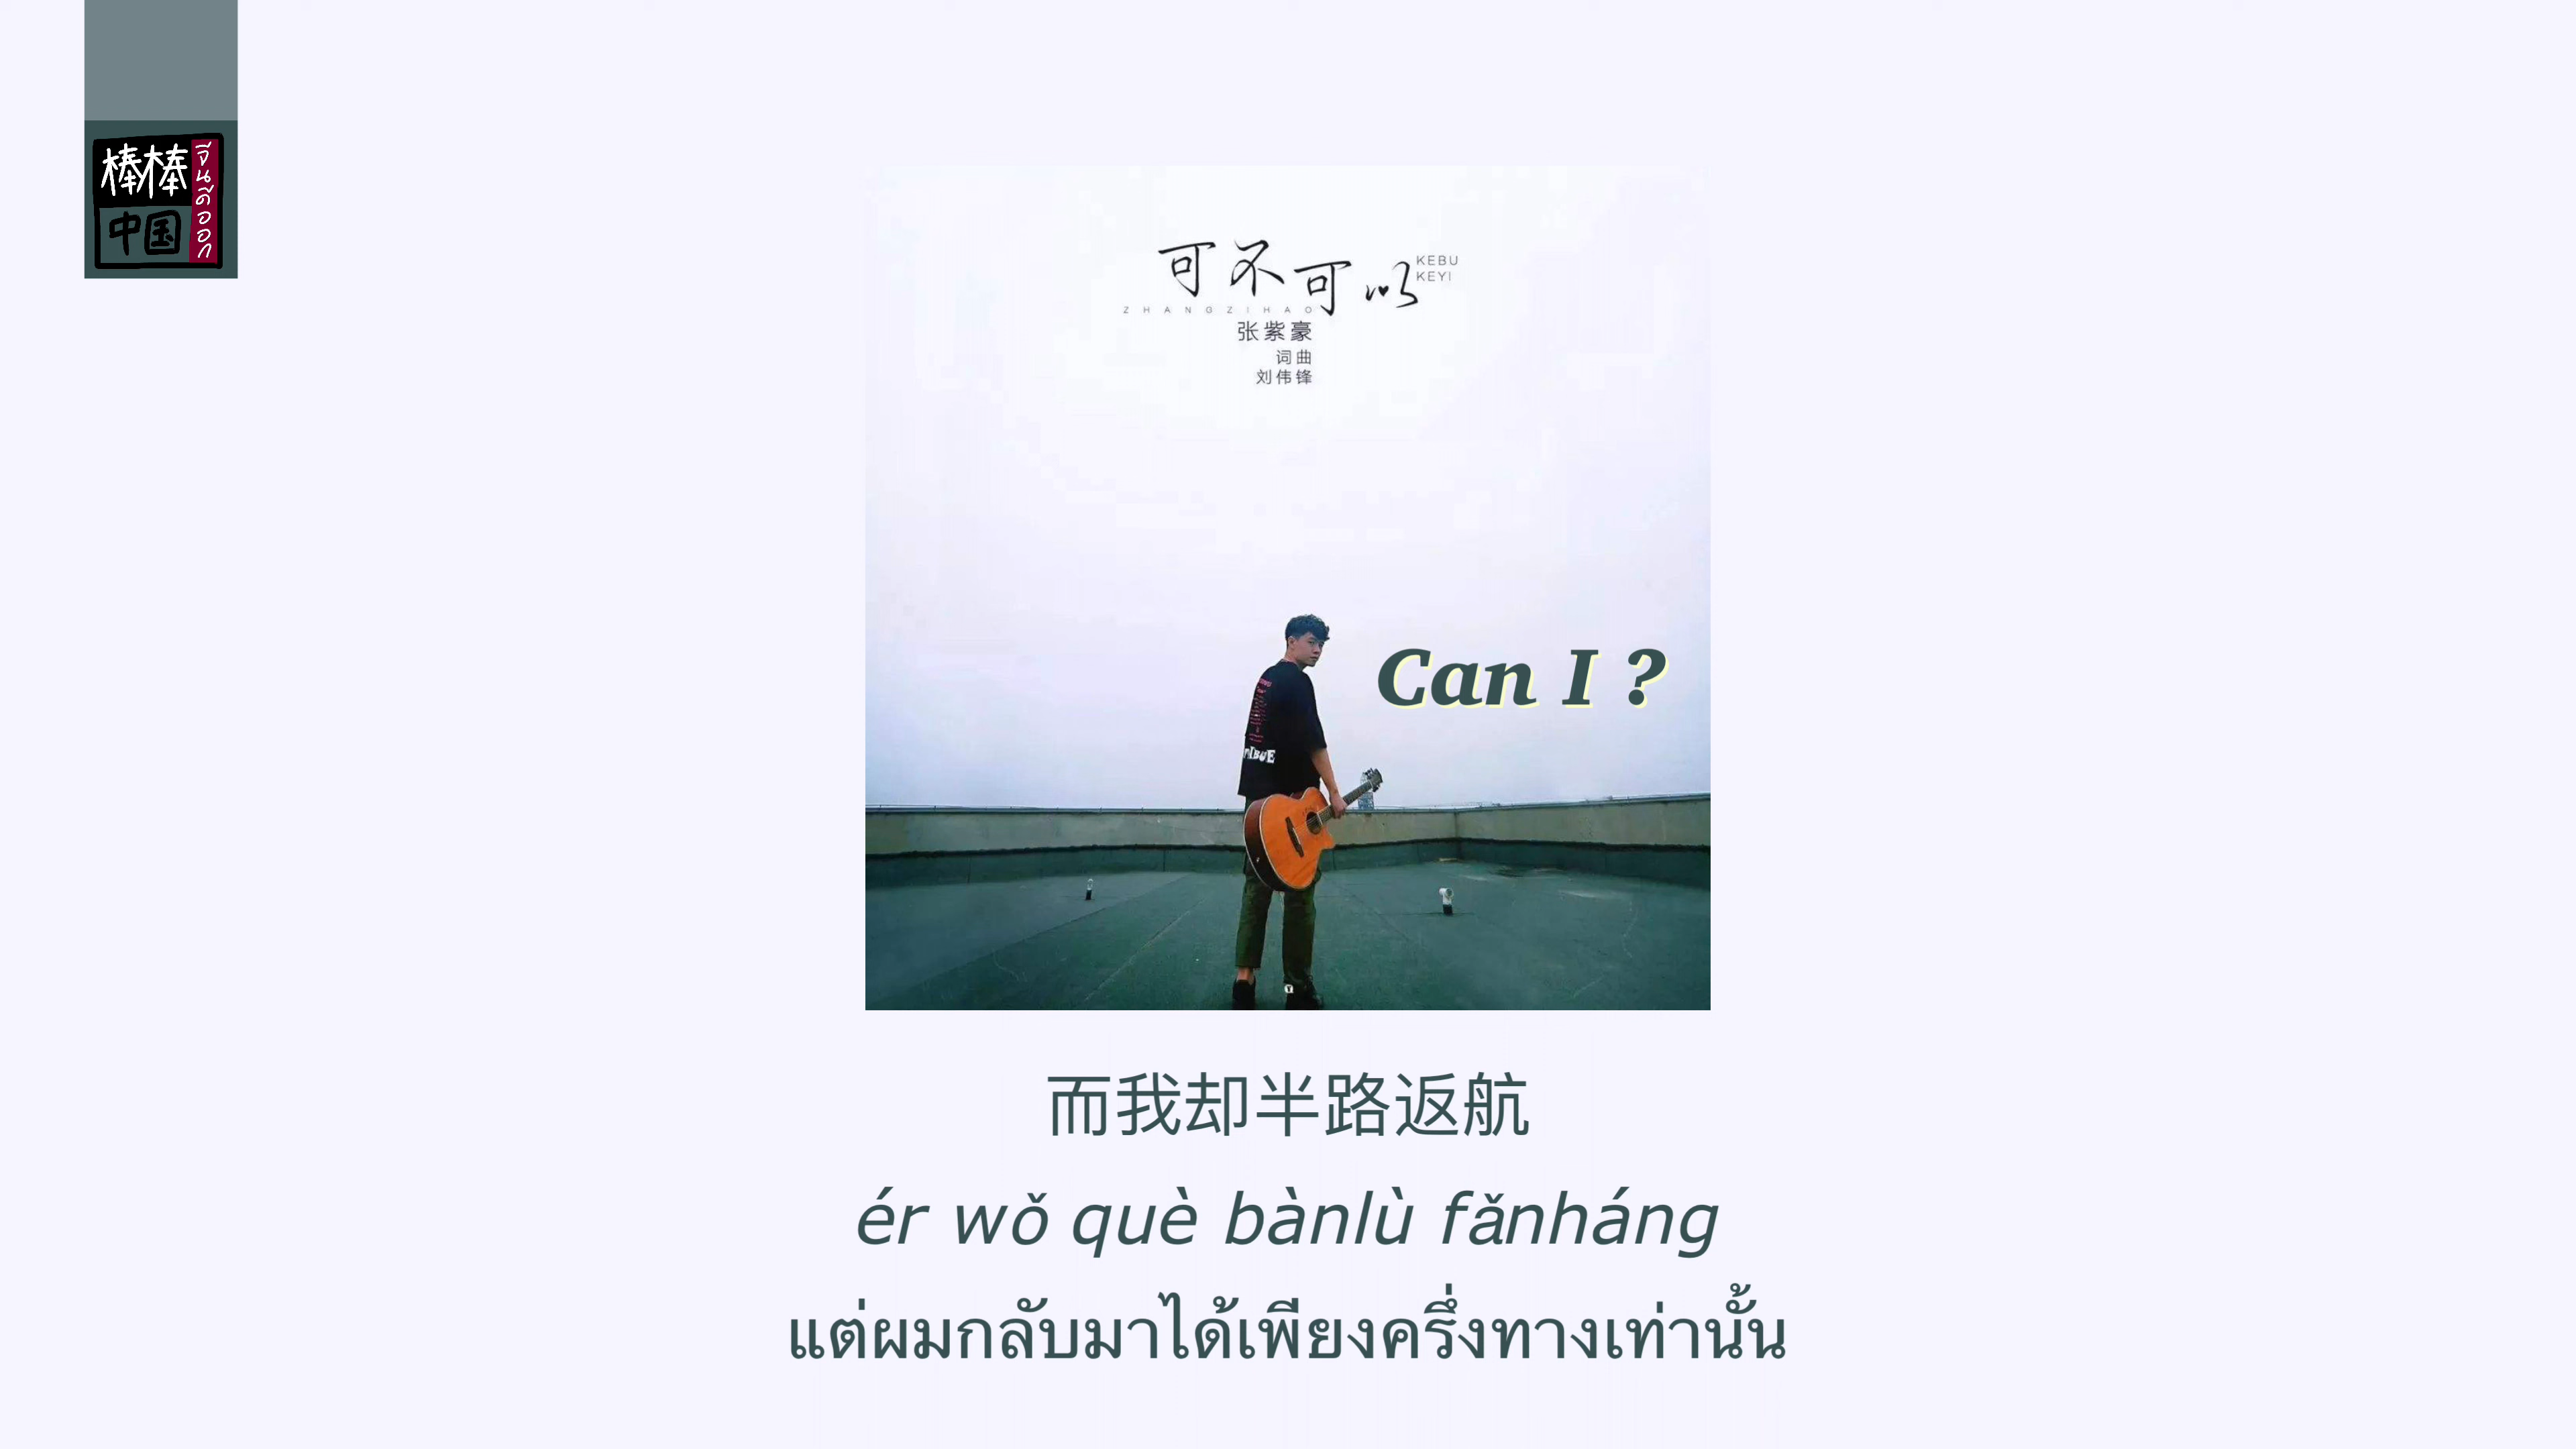 棒棒
中国
จีนดีออก
可不可以
KEBU
KEYI
ZHANGZIHAO
张紫豪
词曲
刘伟锋
Can I ?
而我却半路返航
ér wǒ què bànlù fǎnháng
แต่ผมกลับมาได้เพียงครึ่งทางเท่านั้น